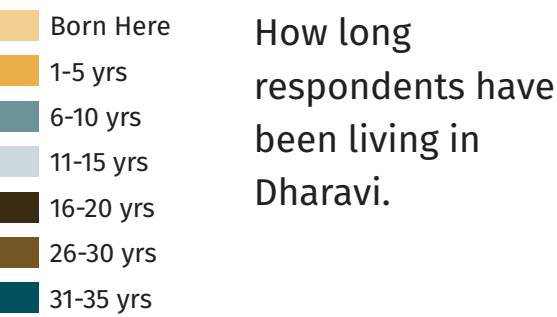 Born Here
1-5 yrs
6-10 yrs
11-15 yrs
16-20 yrs
26-30 yrs
31-35 yrs
How long
respondents have
been living in
Dharavi.